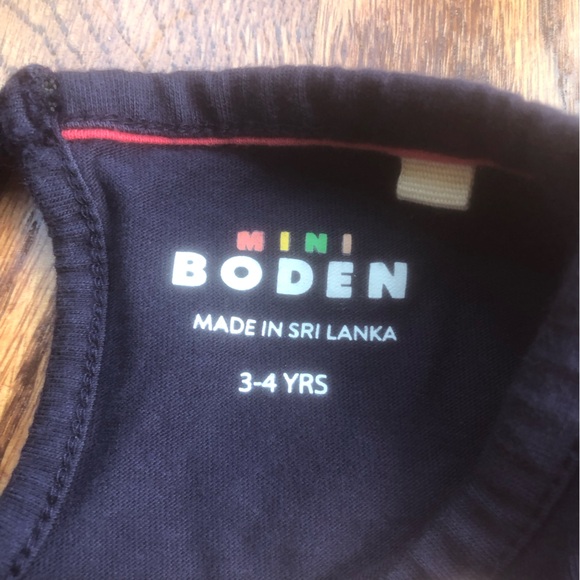 MINI
BODEN
MADE IN SRI LANKA
3-4 YRS